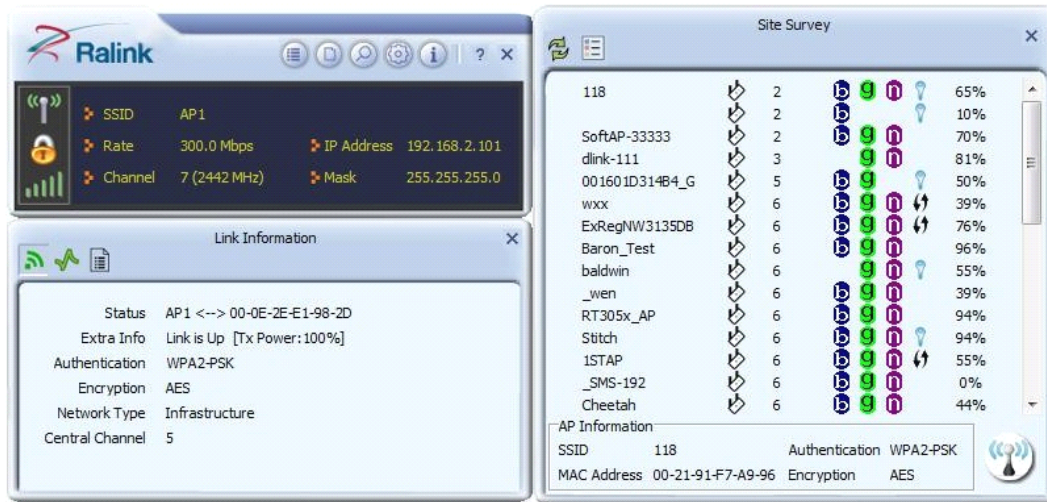 Ralink
? ×
SSID AP1
Rate 300.0 Mbps IP Address 192.168.2.101
Channel 7 (2442 MHz) Mask 255.255.255.0
Link Information
Status AP1 <--> 00-0E-2E-E1-98-2D
Extra Info Link is Up [Tx Power:100%]
Authentication WPA2-PSK
Encryption AES
Network Type Infrastructure
Central Channel 5
Site Survey
118 2 b g n 65%
2 b 10%
SoftAP-33333 2 b g n 70%
dlink-111 3 g n 81%
001601D314B4_G 5 b g 50%
wxx 6 b g n 39%
ExRegNW3135DB 6 b g n 76%
Baron_Test 6 b g n 96%
baldwin 6 g n 55%
_wen 6 b g n 39%
RT305x_AP 6 b g n 94%
Stitch 6 b g n 94%
1STAP 6 b g n 55%
_SMS-192 6 b g n 0%
Cheetah 6 b g n 44%
AP Information
SSID 118 Authentication WPA2-PSK
MAC Address 00-21-91-F7-A9-96 Encryption AES